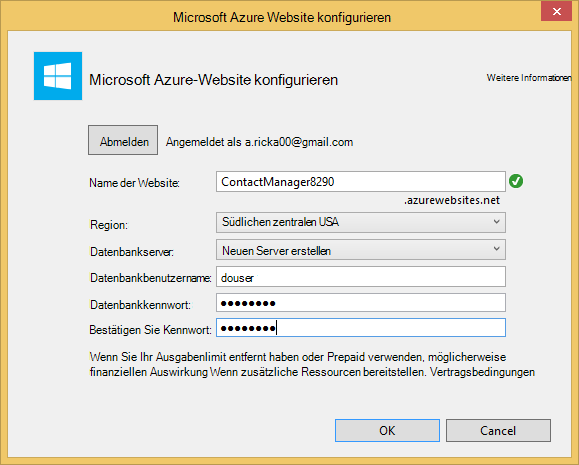 Microsoft Azure Website konfigurieren
Microsoft Azure-Website konfigurieren
Weitere Informationen
Abmelden
Angemeldet als a.ricka00@gmail.com
Name der Website:
ContactManager8290
.azurewebsites.net
Region:
Südlichen zentralen USA
Datenbankserver:
Neuen Server erstellen
Datenbankbenutzername:
douser
Datenbankkennwort:
●●●●●●●●
Bestätigen Sie Kennwort:
●●●●●●●●
Wenn Sie Ihr Ausgabenlimit entfernt haben oder Prepaid verwenden, möglicherweise
finanziellen Auswirkung Wenn zusätzliche Ressourcen bereitstellen. Vertragsbedingungen
OK
Cancel